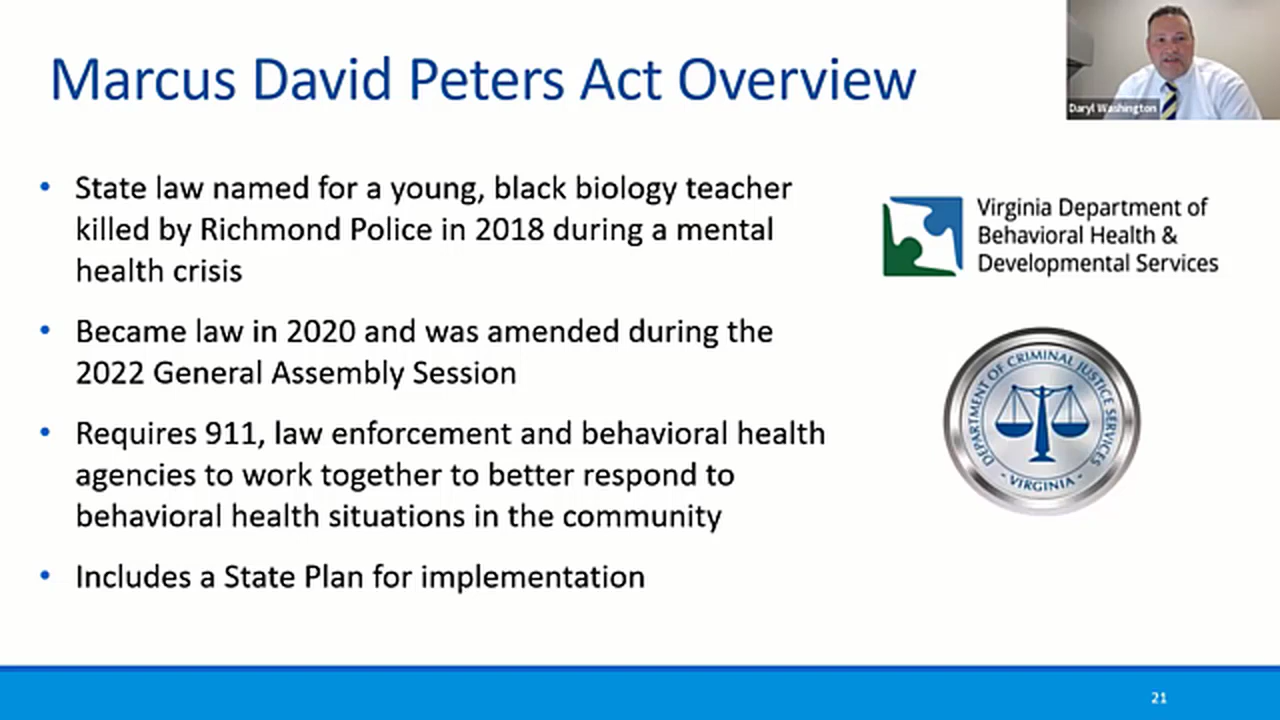 Marcus David Peters Act Overview
Daryl Washington
• State law named for a young, black biology teacher
killed by Richmond Police in 2018 during a mental
health crisis
• Became law in 2020 and was amended during the
2022 General Assembly Session
• Requires 911, law enforcement and behavioral health
agencies to work together to better respond to
behavioral health situations in the community
• Includes a State Plan for implementation
Virginia Department of
Behavioral Health &
Developmental Services
DEPARTMENT OF CRIMINAL JUSTICE SERVICES
- VIRGINIA -
21